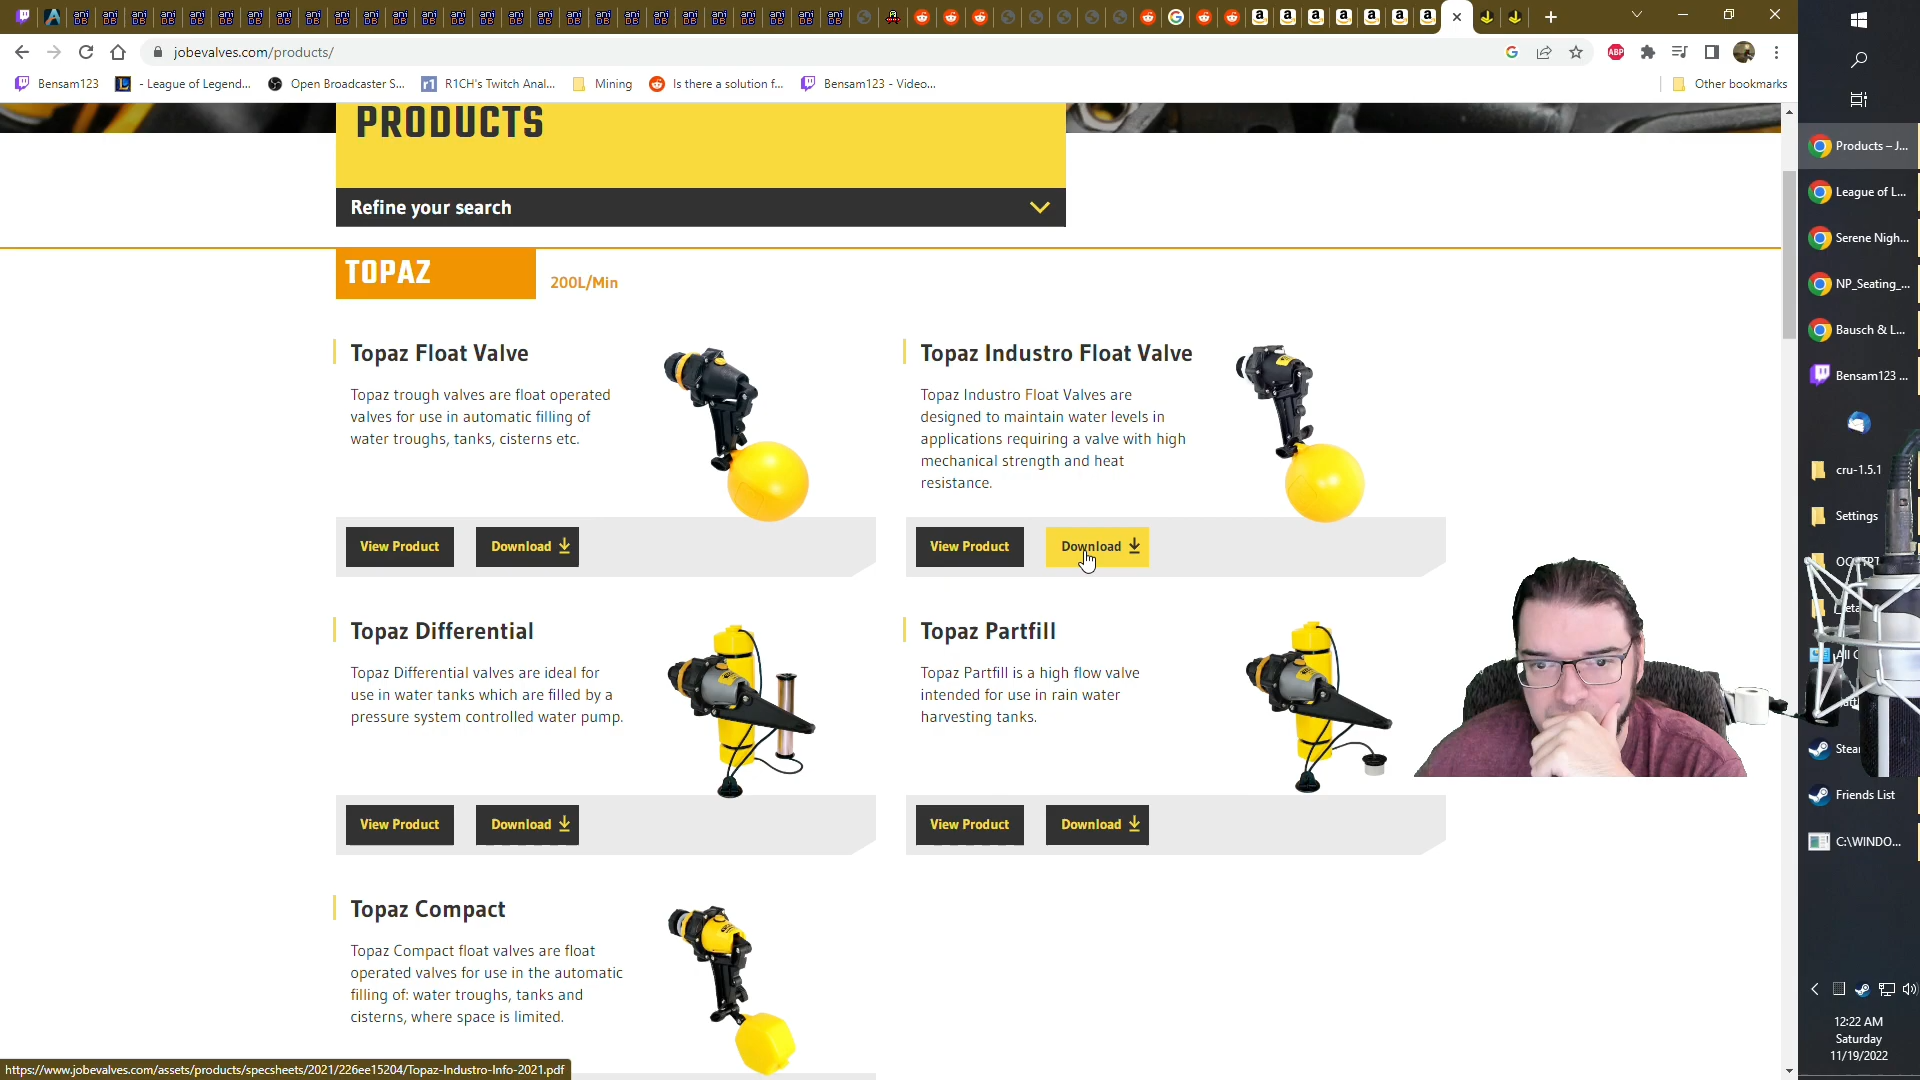 jobevalves.com/products/
Bensam123
- League of Legend...
Open Broadcaster S...
R1CH's Twitch Anal...
Mining
Is there a solution f...
Bensam123 - Video...
Other bookmarks
PRODUCTS
Refine your search
TOPAZ
200L/Min
Topaz Float Valve
Topaz trough valves are float operated
valves for use in automatic filling of
water troughs, tanks, cisterns etc.
View Product
Download
Topaz Industro Float Valve
Topaz Industro Float Valves are
designed to maintain water levels in
applications requiring a valve with high
mechanical strength and heat
resistance.
View Product
Download
Topaz Differential
Topaz Differential valves are ideal for
use in water tanks which are filled by a
pressure system controlled water pump.
View Product
Download
Topaz Partfill
Topaz Partfill is a high flow valve
intended for use in rain water
harvesting tanks.
View Product
Download
Topaz Compact
Topaz Compact float valves are float
operated valves for use in the automatic
filling of: water troughs, tanks and
cisterns, where space is limited.
https://www.jobevalves.com/assets/products/specsheets/2021/226ee15204/Topaz-Industro-Info-2021.pdf
Products – J...
League of L...
Serene Nigh...
NP_Seating_...
Bausch & L...
Bensam123 ...
cru-1.5.1
Settings
Friends List
C:\WINDO...
12:22 AM
Saturday
11/19/2022